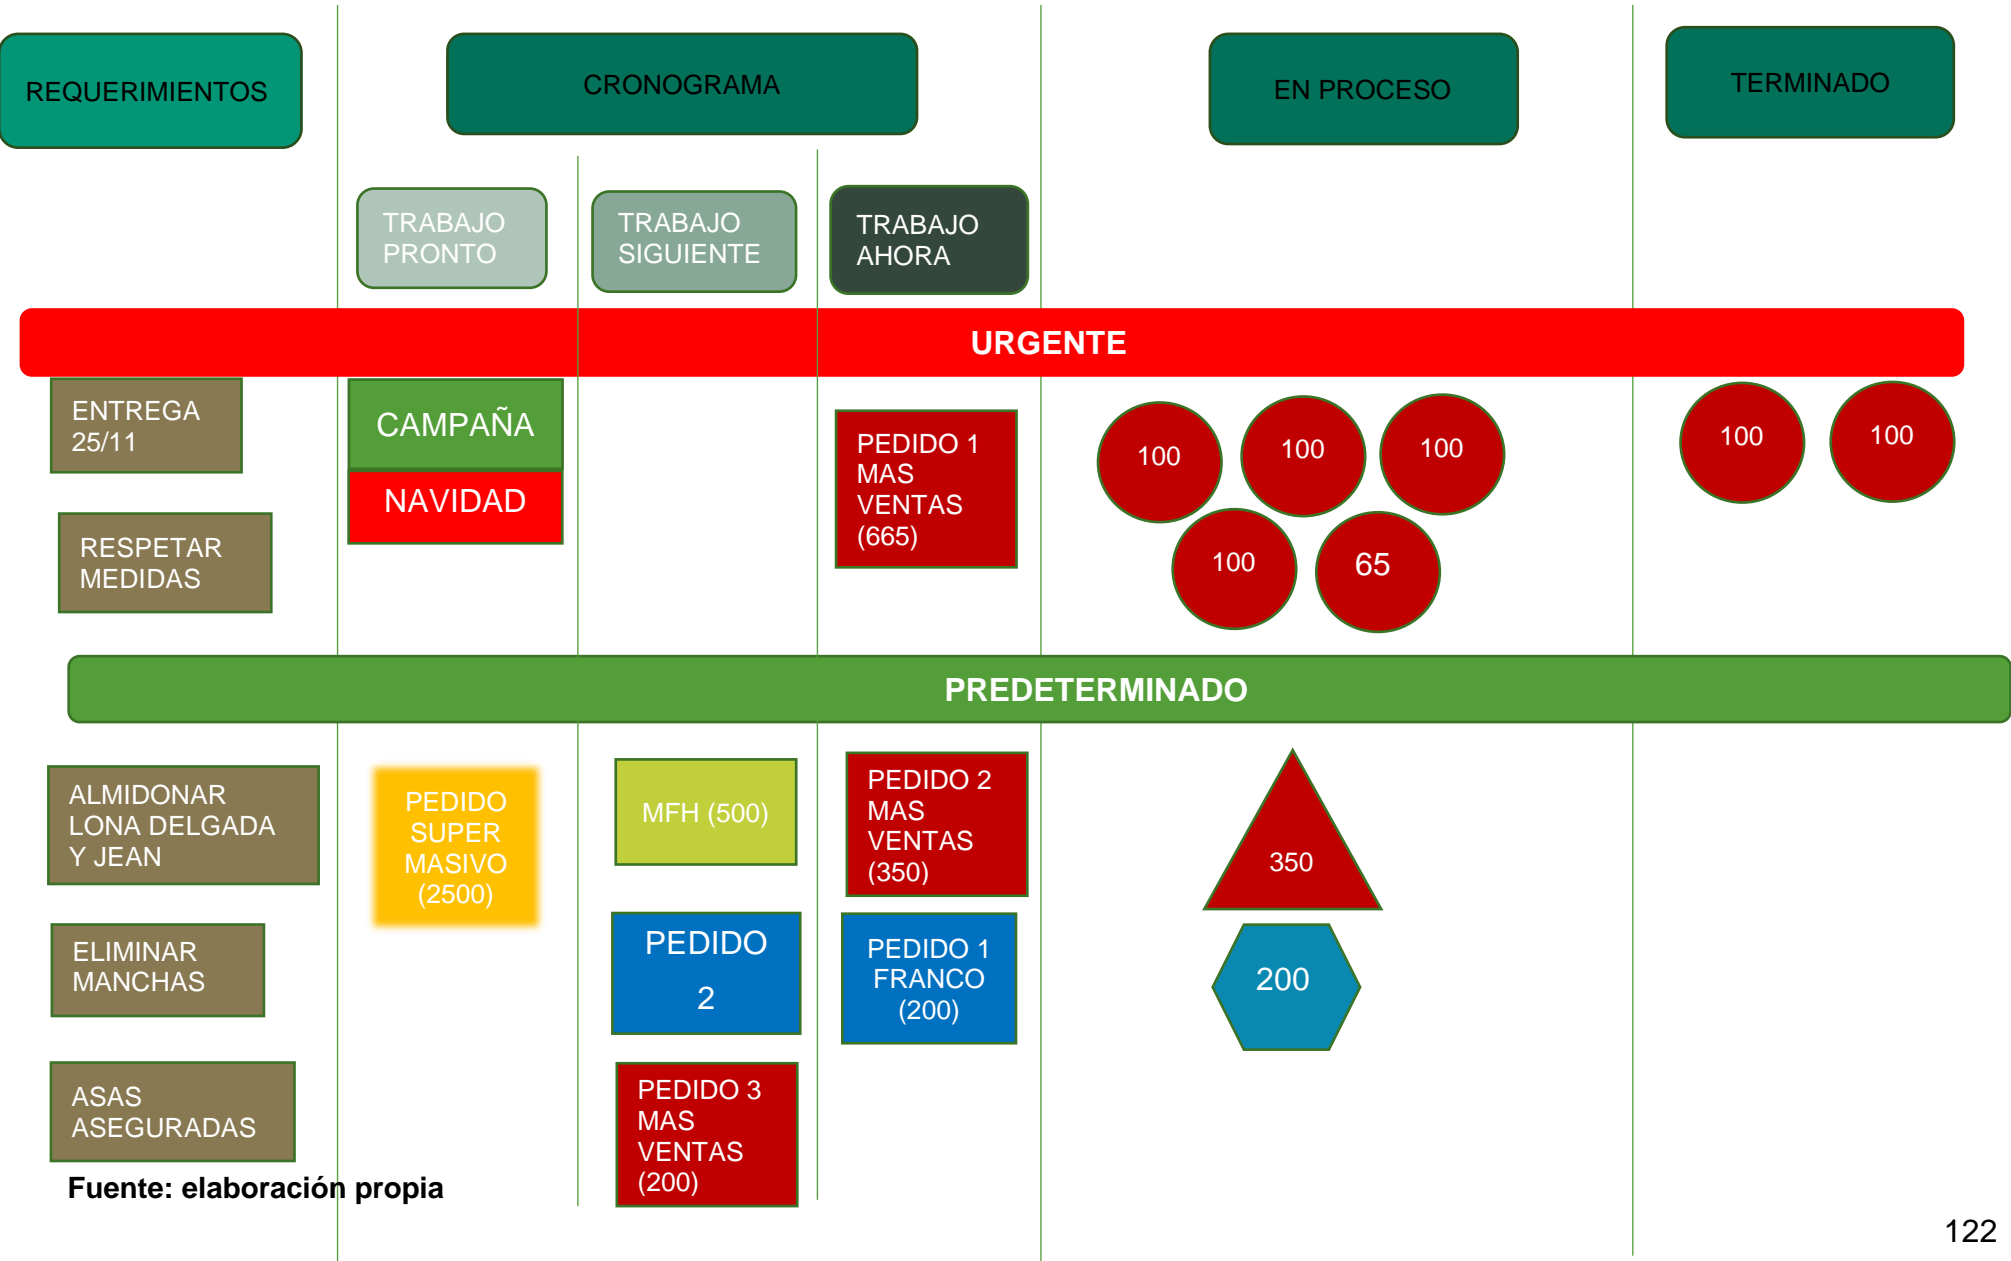 REQUERIMIENTOS
CRONOGRAMA
EN PROCESO
TERMINADO
TRABAJO
PRONTO
TRABAJO
SIGUIENTE
TRABAJO
AHORA
URGENTE
ENTREGA
25/11
RESPETAR
MEDIDAS
CAMPAÑA
NAVIDAD
PEDIDO 1
MAS
VENTAS
(665)
100
100
100
100
65
100
100
PREDETERMINADO
ALMIDONAR
LONA DELGADA
Y JEAN
ELIMINAR
MANCHAS
ASAS
ASEGURADAS
PEDIDO
SUPER
MASIVO
(2500)
MFH (500)
PEDIDO
2
PEDIDO 3
MAS
VENTAS
(200)
PEDIDO 2
MAS
VENTAS
(350)
PEDIDO 1
FRANCO
(200)
350
200
Fuente: elaboración propia
122